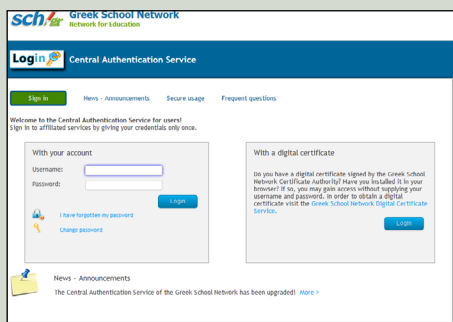 sch.gr Greek School Network
Network for Education
Login Central Authentication Service
Sign in News - Announcements Secure usage Frequent questions
Welcome to the Central Authentication Service for users!
Sign in to affiliated services by giving your credentials only once.
With your account
Username:
Password:
Login
I have forgotten my password
Change password
With a digital certificate
Do you have a digital certificate signed by the Greek School
Network Certificate Authority? Have you installed it in your
browser? If so, you may gain access without supplying your
username and password. In order to obtain a digital
certificate visit the Greek School Network Digital Certificate
Service.
Login
News - Announcements
The Central Authentication Service of the Greek School Network has been upgraded! More >